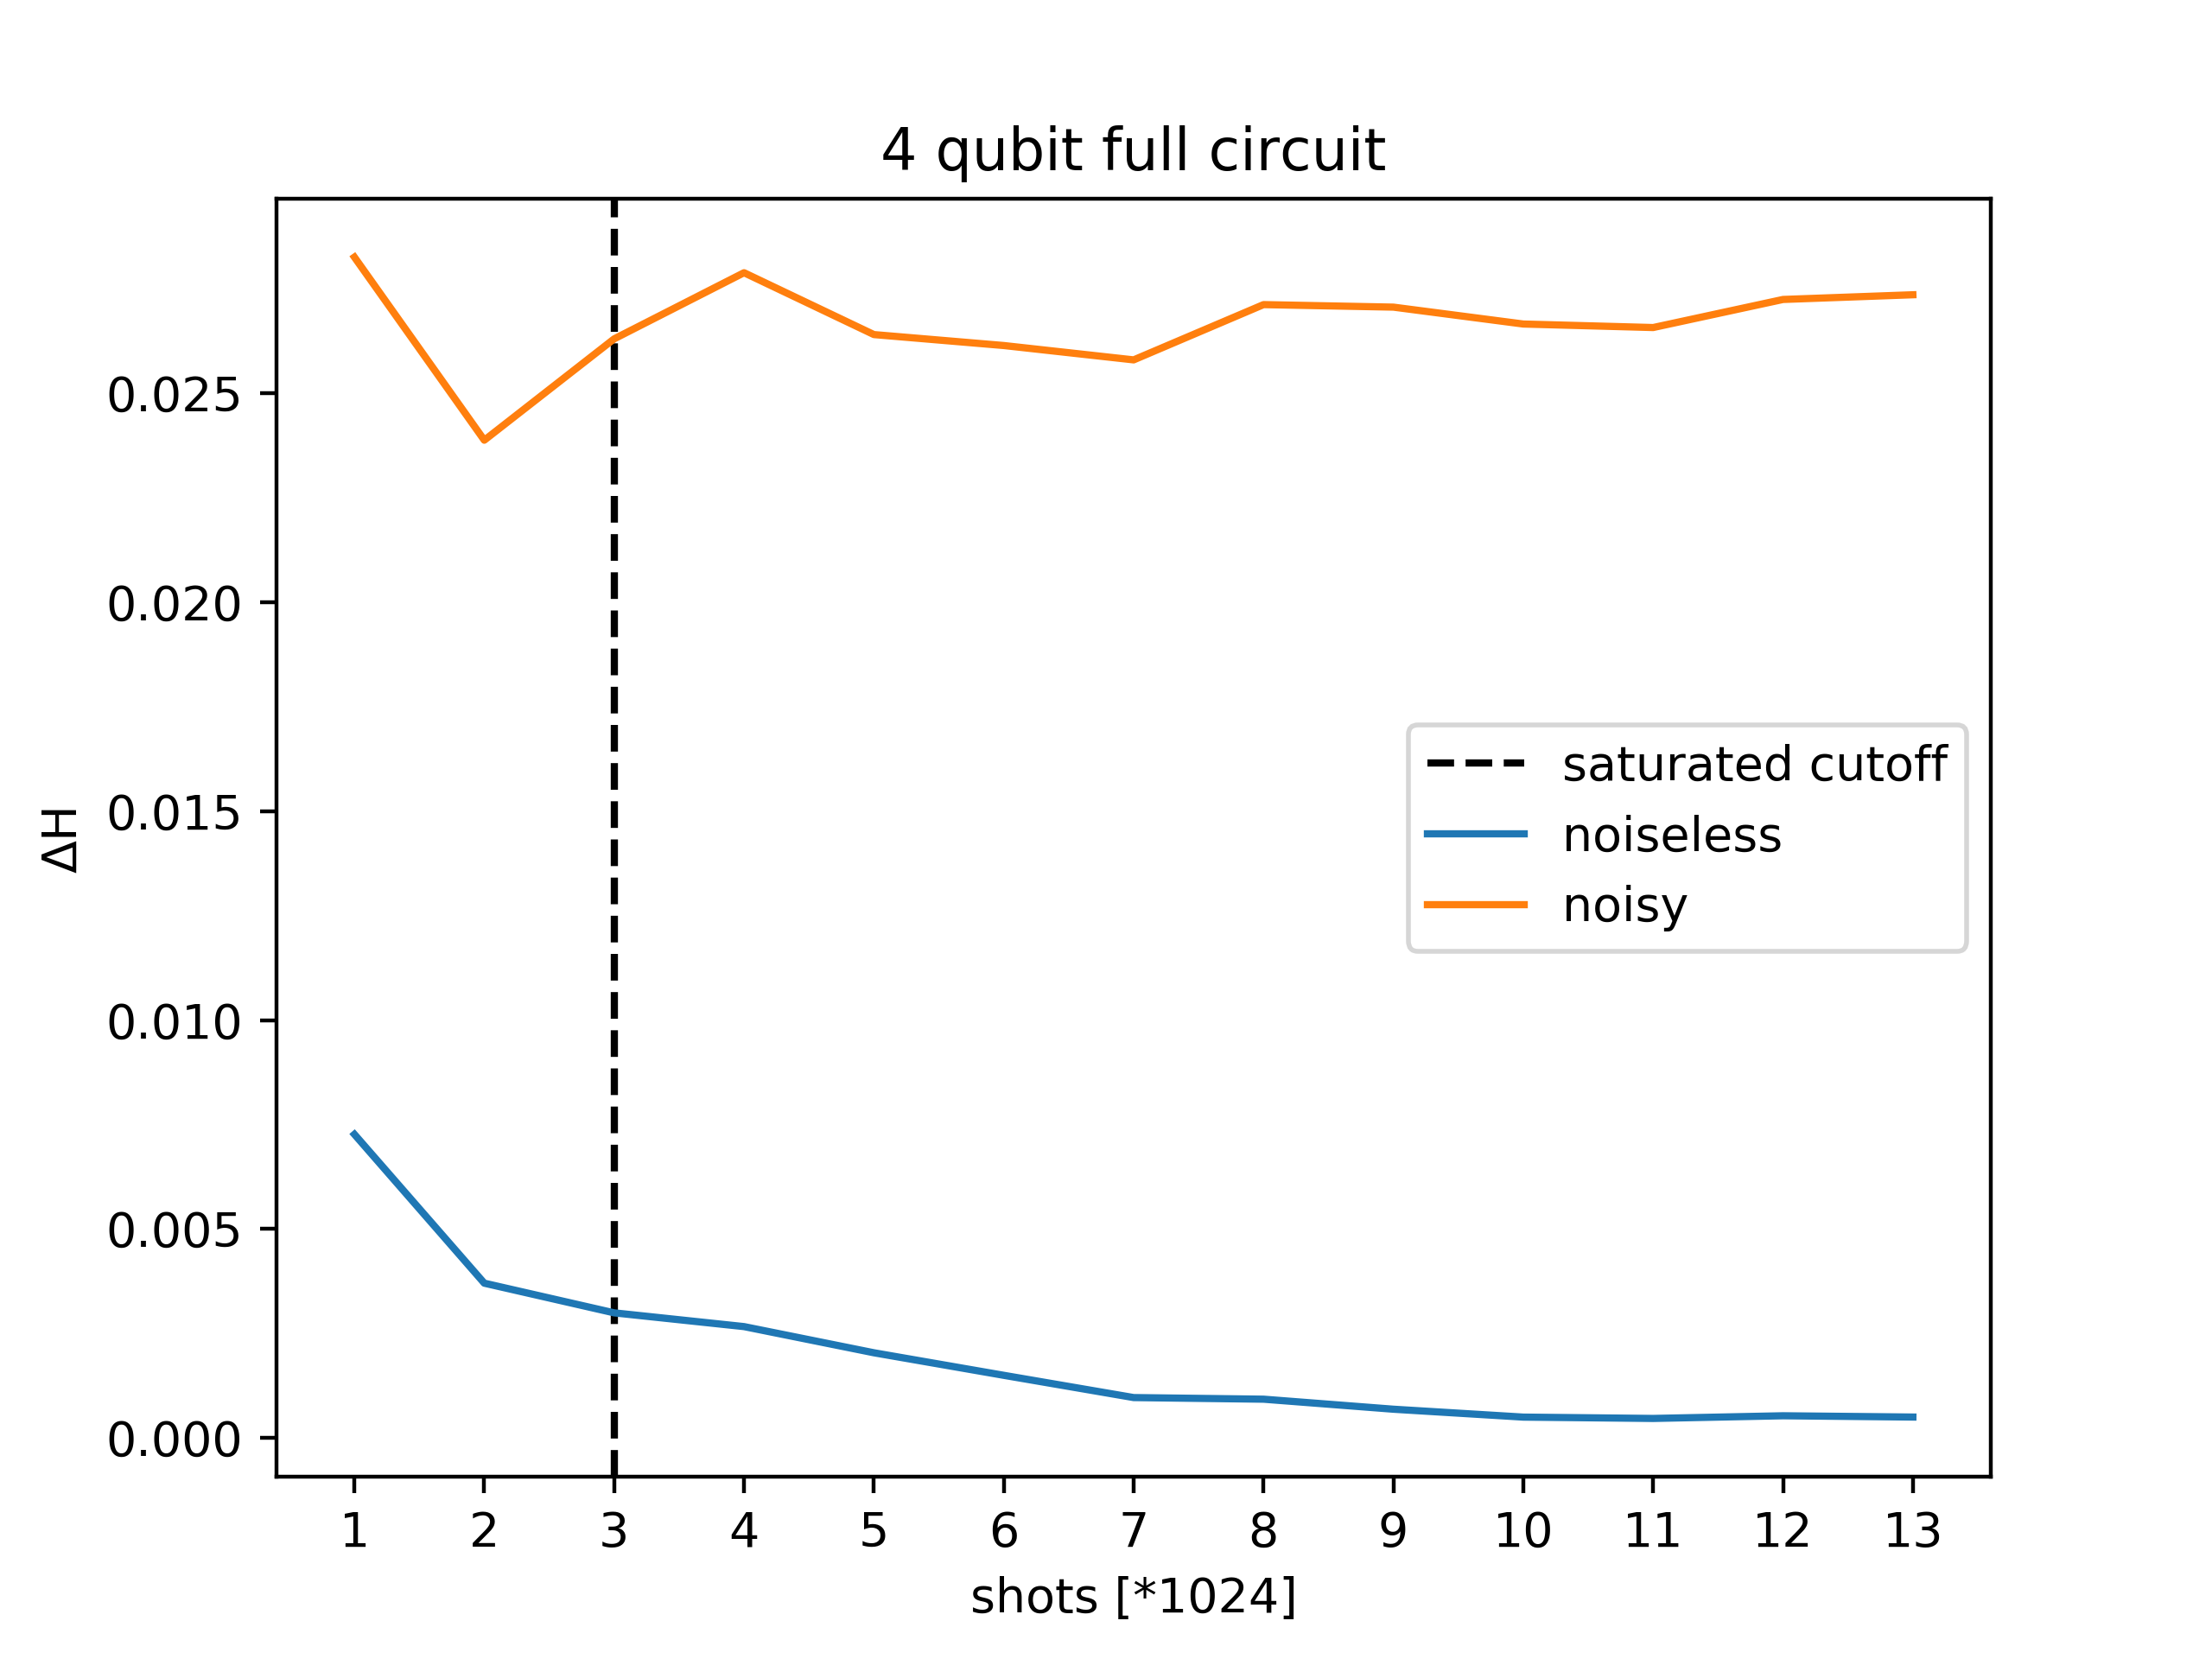 4 qubit full circuit
ΔH
0.025
0.020
0.015
0.010
0.005
0.000
saturated cutoff
noiseless
noisy
1 2 3 4 5 6 7 8 9 10 11 12 13
shots [*1024]